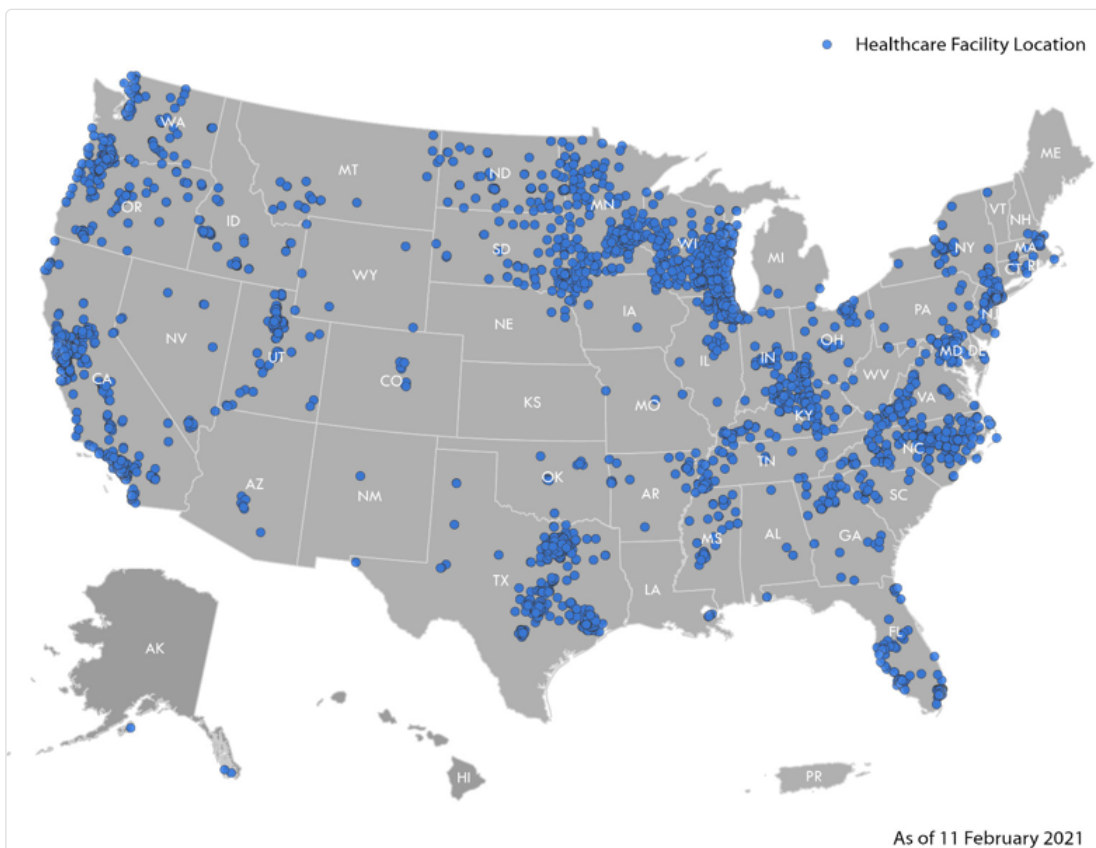 Healthcare Facility Location
ME
WA
MT
ND
VT
NH
MN
OR
ID
WI
NY
MA
SD
CT
RI
MI
WY
PA
NJ
IA
NE
OH
NV
MD
DE
IL
IN
UT
WV
CA
CO
VA
KS
MO
KY
NC
TN
OK
AZ
NM
AR
SC
MS
AL
GA
TX
LA
FL
AK
HI
PR
As of 11 February 2021